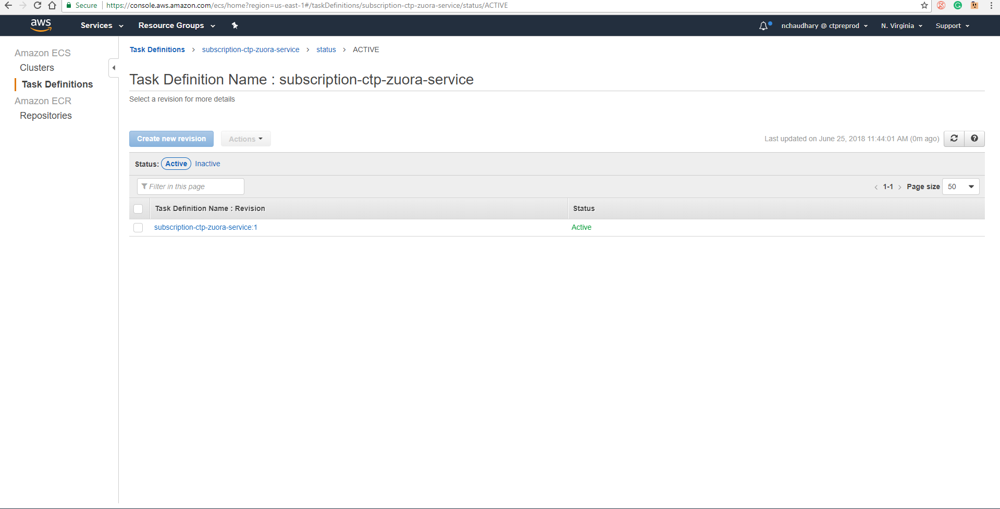 Secure https://console.aws.amazon.com/ecs/home?region=us-east-1#/taskDefinitions/subscription-ctp-zuora-service/status/ACTIVE
aws Services Resource Groups nchaudhary @ ctpreprod N. Virginia Support
Amazon ECS
Clusters
Task Definitions
Amazon ECR
Repositories
Task Definitions > subscription-ctp-zuora-service > status > ACTIVE
Task Definition Name : subscription-ctp-zuora-service
Select a revision for more details
Create new revision Actions Last updated on June 25, 2018 11:44:01 AM (0m ago)
Status: Active Inactive
Filter in this page < 1-1 > Page size 50
Task Definition Name : Revision Status
subscription-ctp-zuora-service:1 Active